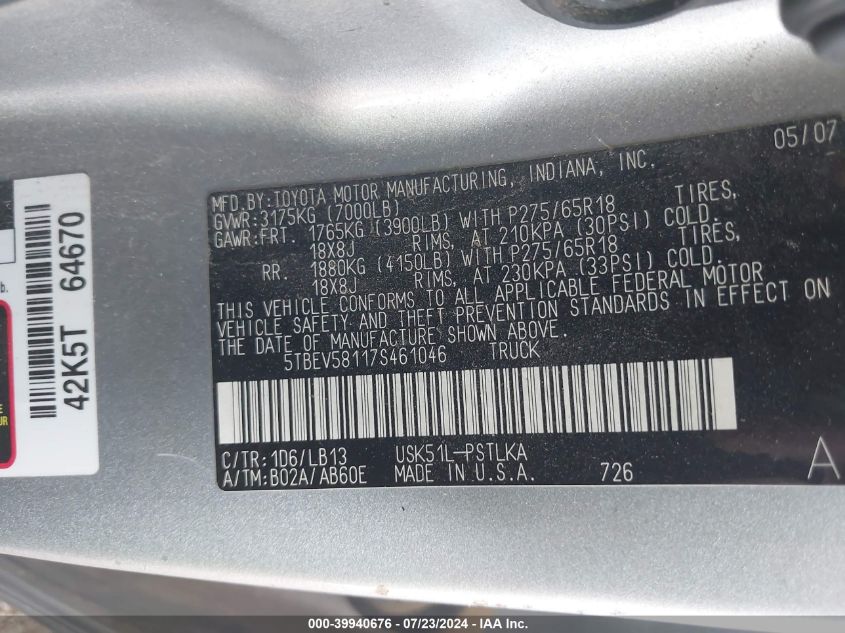 05/07
MFD.BY:TOYOTA MOTOR MANUFACTURING, INDIANA, INC.
GVWR:3175KG (7000LB)
GAWR:FRT. 1765KG (3900LB) WITH P275/65R18 TIRES,
18X8J RIMS, AT 210KPA (30PSI) COLD.
RR. 1880KG (4150LB) WITH P275/65R18 TIRES,
18X8J RIMS, AT 230KPA (33PSI) COLD.
THIS VEHICLE CONFORMS TO ALL APPLICABLE FEDERAL MOTOR
VEHICLE SAFETY AND THEFT PREVENTION STANDARDS IN EFFECT ON
THE DATE OF MANUFACTURE SHOWN ABOVE.
5TBEV58117S461046 TRUCK
C/TR:1D6/LB13 USK51L-PSTLKA
A/TM:B02A/AB60E MADE IN U.S.A. 726
A
42K5T 64670
b.
E
UR
000-39940676 - 07/23/2024 - IAA Inc.